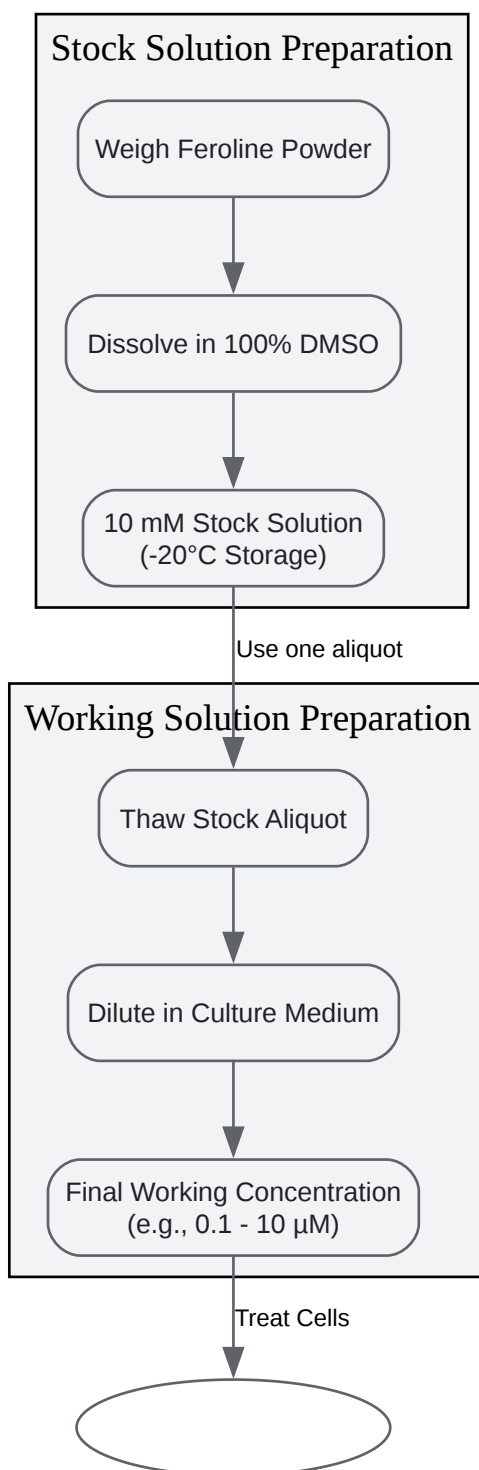 Stock Solution Preparation
Weigh Feroline Powder
Dissolve in 100% DMSO
10 mM Stock Solution
(-20°C Storage)
Use one aliquot
Working Solution Preparation
Thaw Stock Aliquot
Dilute in Culture Medium
Final Working Concentration
(e.g., 0.1 - 10 µM)
Treat Cells